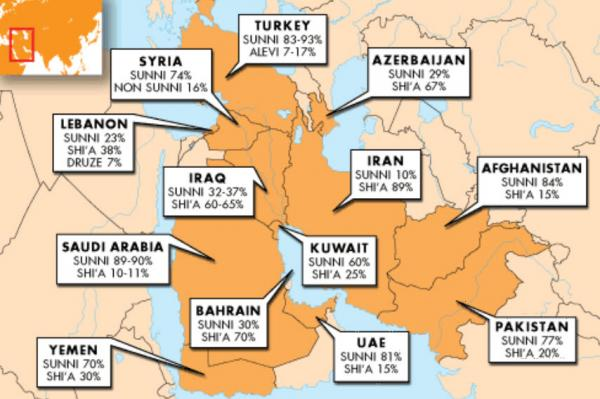 TURKEY
SUNNI 83-93%
ALEVI 7-17%
SYRIA
SUNNI 74%
NON SUNNI 16%
AZERBAIJAN
SUNNI 29%
SHI'A 67%
LEBANON
SUNNI 23%
SHI'A 38%
DRUZE 7%
IRAQ
SUNNI 32-37%
SHI'A 60-65%
IRAN
SUNNI 10%
SHI'A 89%
AFGHANISTAN
SUNNI 84%
SHI'A 15%
SAUDI ARABIA
SUNNI 89-90%
SHI'A 10-11%
KUWAIT
SUNNI 60%
SHI'A 25%
BAHRAIN
SUNNI 30%
SHI'A 70%
UAE
SUNNI 81%
SHI'A 15%
PAKISTAN
SUNNI 77%
SHI'A 20%
YEMEN
SUNNI 70%
SHI'A 30%